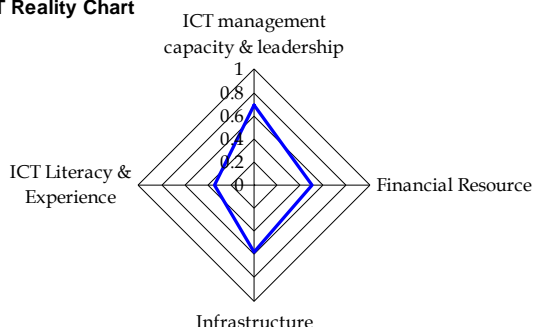 T Reality Chart
ICT management
capacity & leadership
1
0.8
0.6
0.4
0.2
0
ICT Literacy &
Experience
Financial Resource
Infrastructure